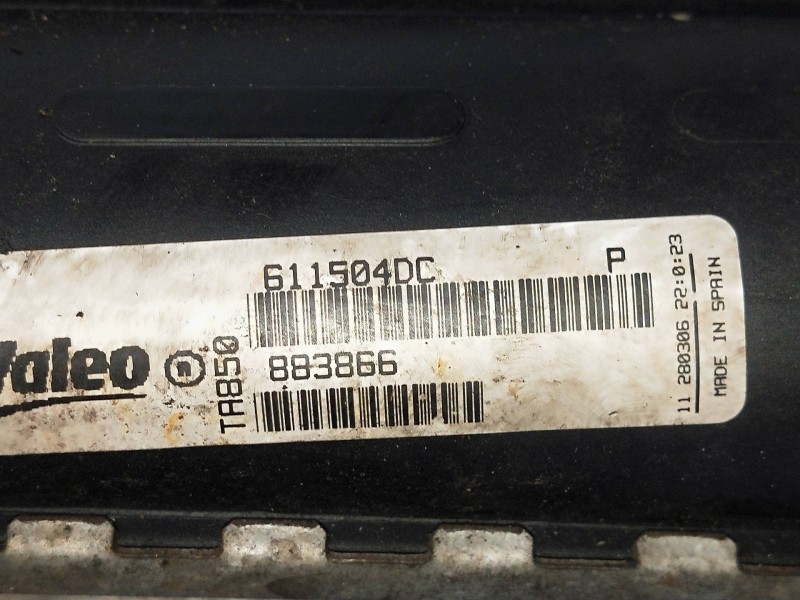 611504DC P
Valeo ® TA850
883866
11 280306 22:0:23
MADE IN SPAIN